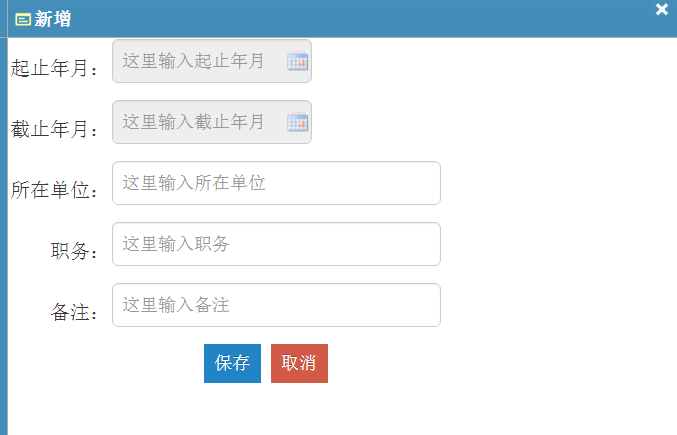 新增
起止年月： 这里输入起止年月
截止年月： 这里输入截止年月
所在单位： 这里输入所在单位
职务： 这里输入职务
备注： 这里输入备注
保存 取消